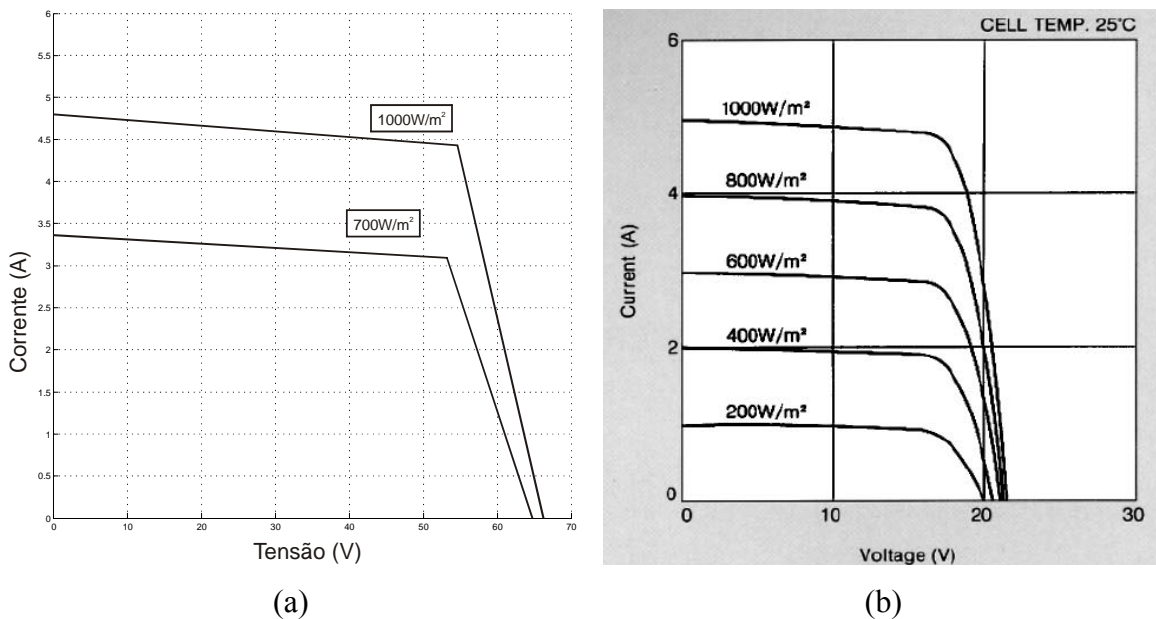 6
5.5
5
4.5
4
3.5
3
2.5
2
1.5
1
0.5
0
Corrente (A)
1000W/m²
700W/m²
0 10 20 30 40 50 60 70
Tensão (V)
(a)
CELL TEMP. 25°C
6
4
2
0
Current (A)
1000W/m²
800W/m²
600W/m²
400W/m²
200W/m²
0 10 20 30
Voltage (V)
(b)